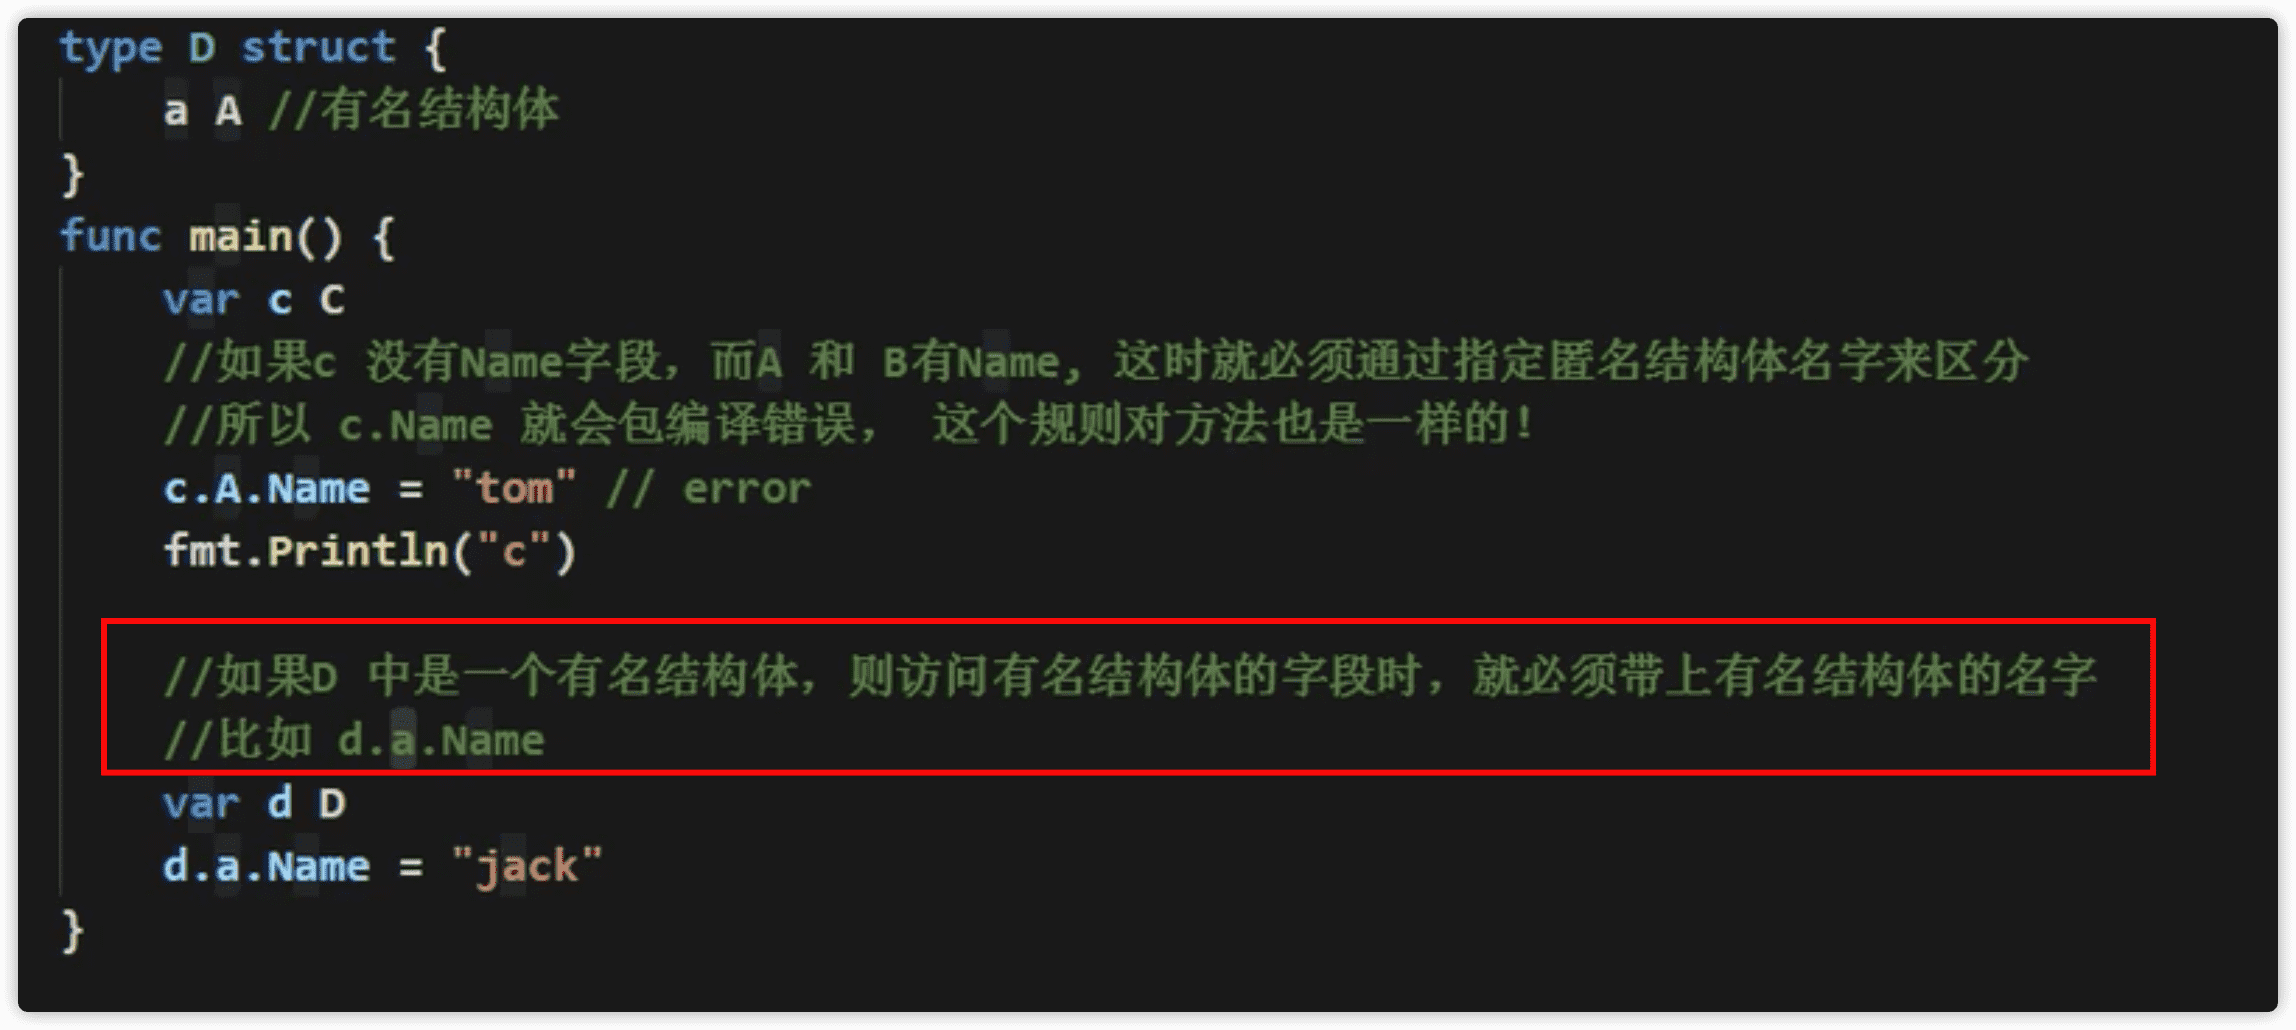 type D struct {
a A //有名结构体
}
func main() {
var c C
//如果c 没有Name字段，而A 和 B有Name, 这时就必须通过指定匿名结构体名字来区分
//所以 c.Name 就会包编译错误， 这个规则对方法也是一样的！
c.A.Name = "tom" // error
fmt.Println("c")
//如果D 中是一个有名结构体，则访问有名结构体的字段时，就必须带上有名结构体的名字
//比如 d.a.Name
var d D
d.a.Name = "jack"
}